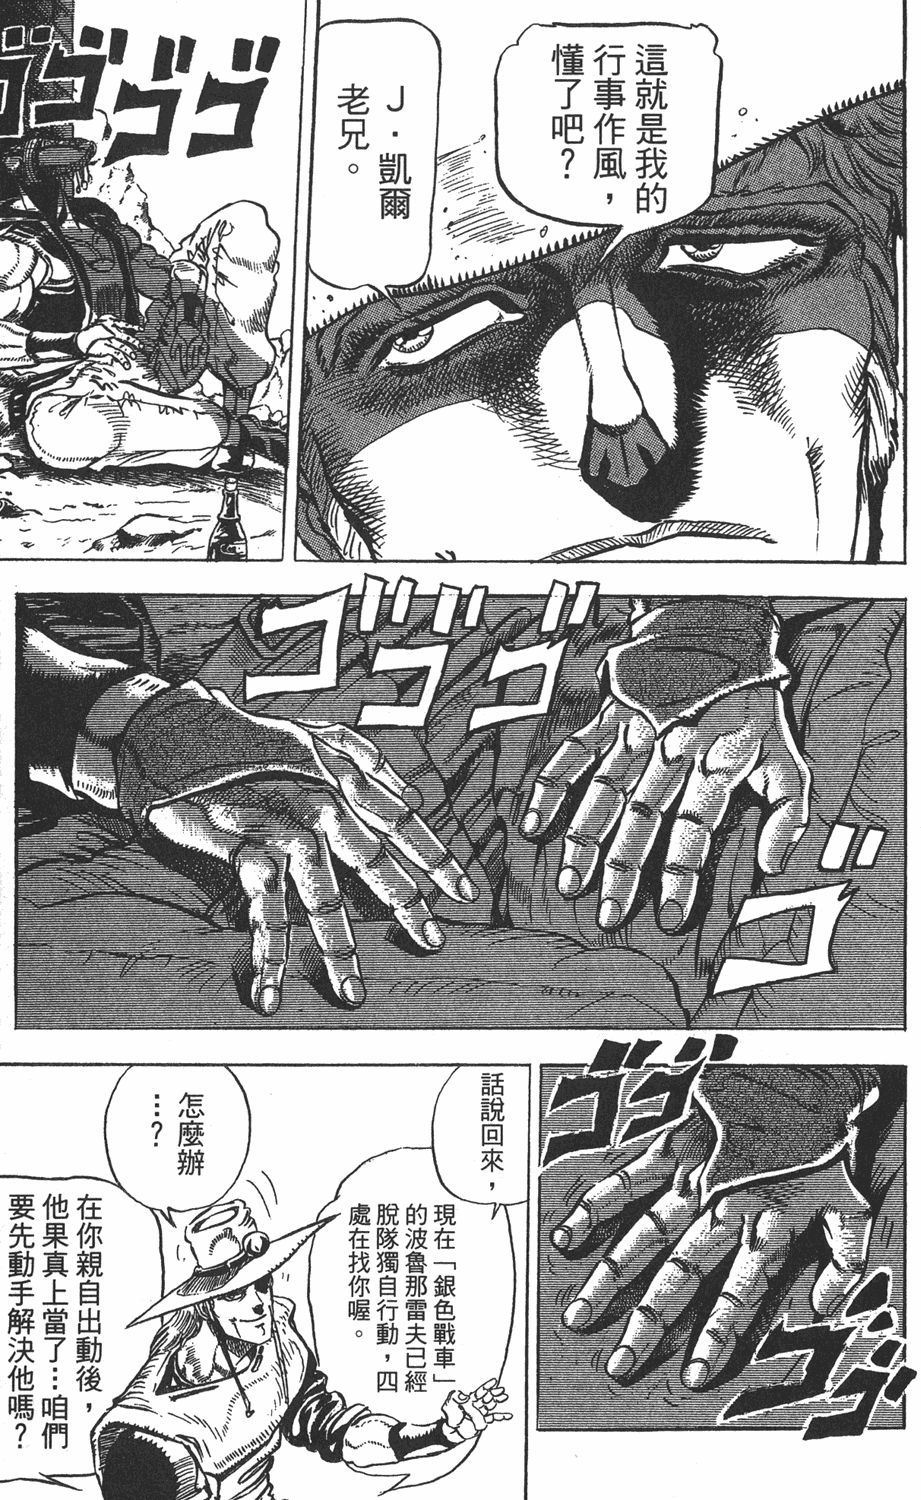 這就是我的
行事作風，
懂了吧？
J．凱爾
老兄。
ゴゴゴゴ
ゴゴゴゴ
ゴ
ゴゴ
ゴゴ
話說回來，
現在「銀色戰車」
的波魯那雷夫已經
脫隊獨自行動，四
處在找你喔。
怎麼辦
…？
在你親自出動後，
他果真上當了…咱們
要先動手解決他嗎？